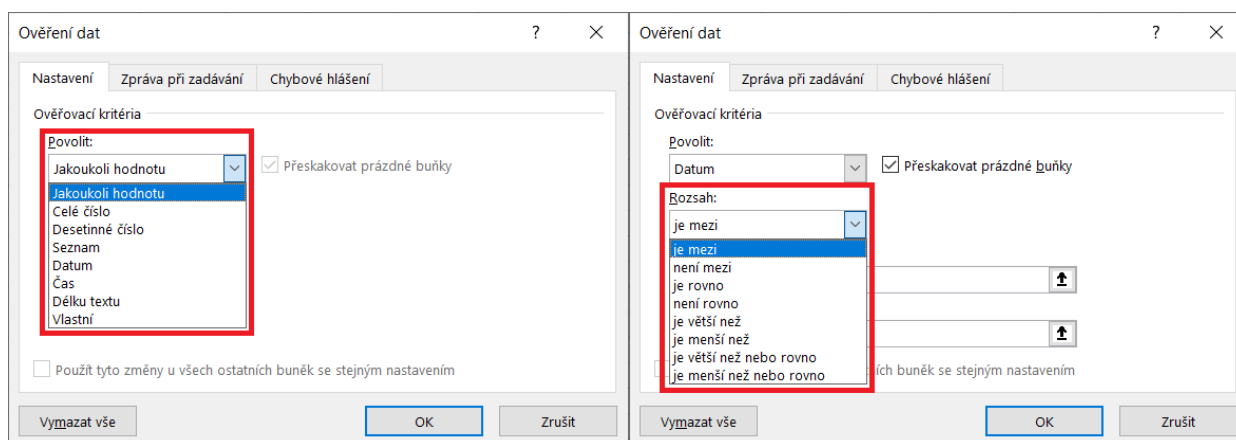 Ověření dat ? ×
Nastavení Zpráva při zadávání Chybové hlášení
Ověřovací kritéria
Povolit:
Jakoukoli hodnotu Přeskakovat prázdné buňky
Jakoukoli hodnotu
Celé číslo
Desetinné číslo
Seznam
Datum
Čas
Délku textu
Vlastní
Použít tyto změny u všech ostatních buněk se stejným nastavením
Vymazat vše OK Zrušit
Ověření dat ? ×
Nastavení Zpráva při zadávání Chybové hlášení
Ověřovací kritéria
Povolit:
Datum Přeskakovat prázdné buňky
Rozsah:
je mezi
je mezi
není mezi
je rovno
není rovno
je větší než
je menší než
je větší než nebo rovno
je menší než nebo rovno
buněk se stejným nastavením
Vymazat vše OK Zrušit